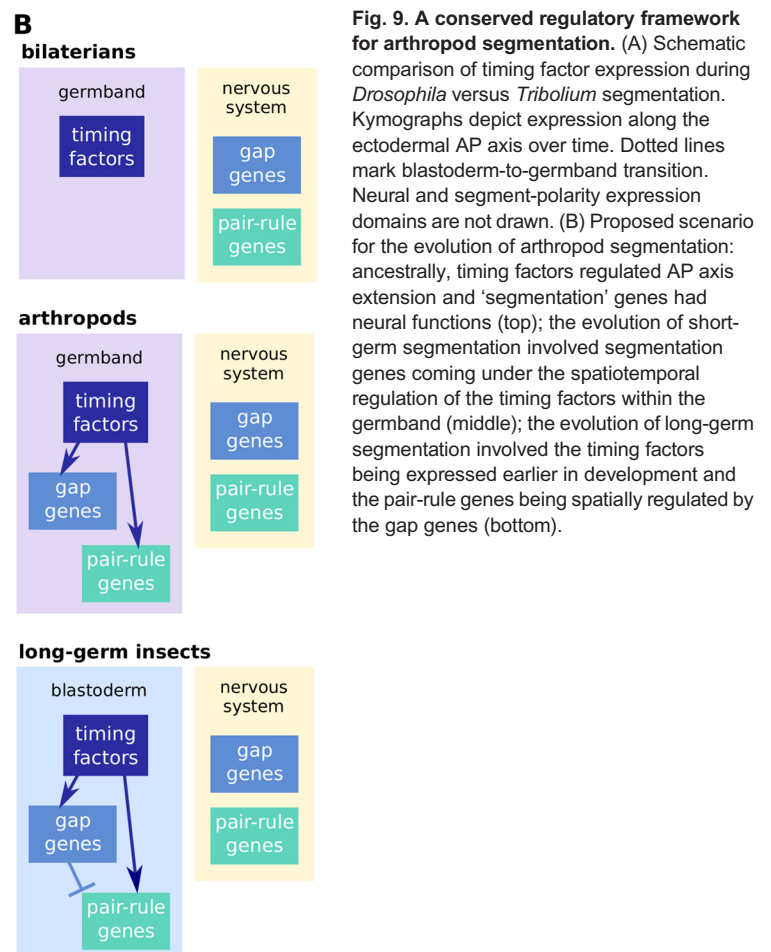 B
bilaterians
germband
timing
factors
nervous
system
gap
genes
pair-rule
genes
arthropods
germband
timing
factors
gap
genes
pair-rule
genes
nervous
system
gap
genes
pair-rule
genes
long-germ insects
blastoderm
timing
factors
gap
genes
pair-rule
genes
nervous
system
gap
genes
pair-rule
genes
Fig. 9. A conserved regulatory framework
for arthropod segmentation. (A) Schematic
comparison of timing factor expression during
Drosophila versus Tribolium segmentation.
Kymographs depict expression along the
ectodermal AP axis over time. Dotted lines
mark blastoderm-to-germband transition.
Neural and segment-polarity expression
domains are not drawn. (B) Proposed scenario
for the evolution of arthropod segmentation:
ancestrally, timing factors regulated AP axis
extension and ‘segmentation’ genes had
neural functions (top); the evolution of short-
germ segmentation involved segmentation
genes coming under the spatiotemporal
regulation of the timing factors within the
germband (middle); the evolution of long-germ
segmentation involved the timing factors
being expressed earlier in development and
the pair-rule genes being spatially regulated by
the gap genes (bottom).